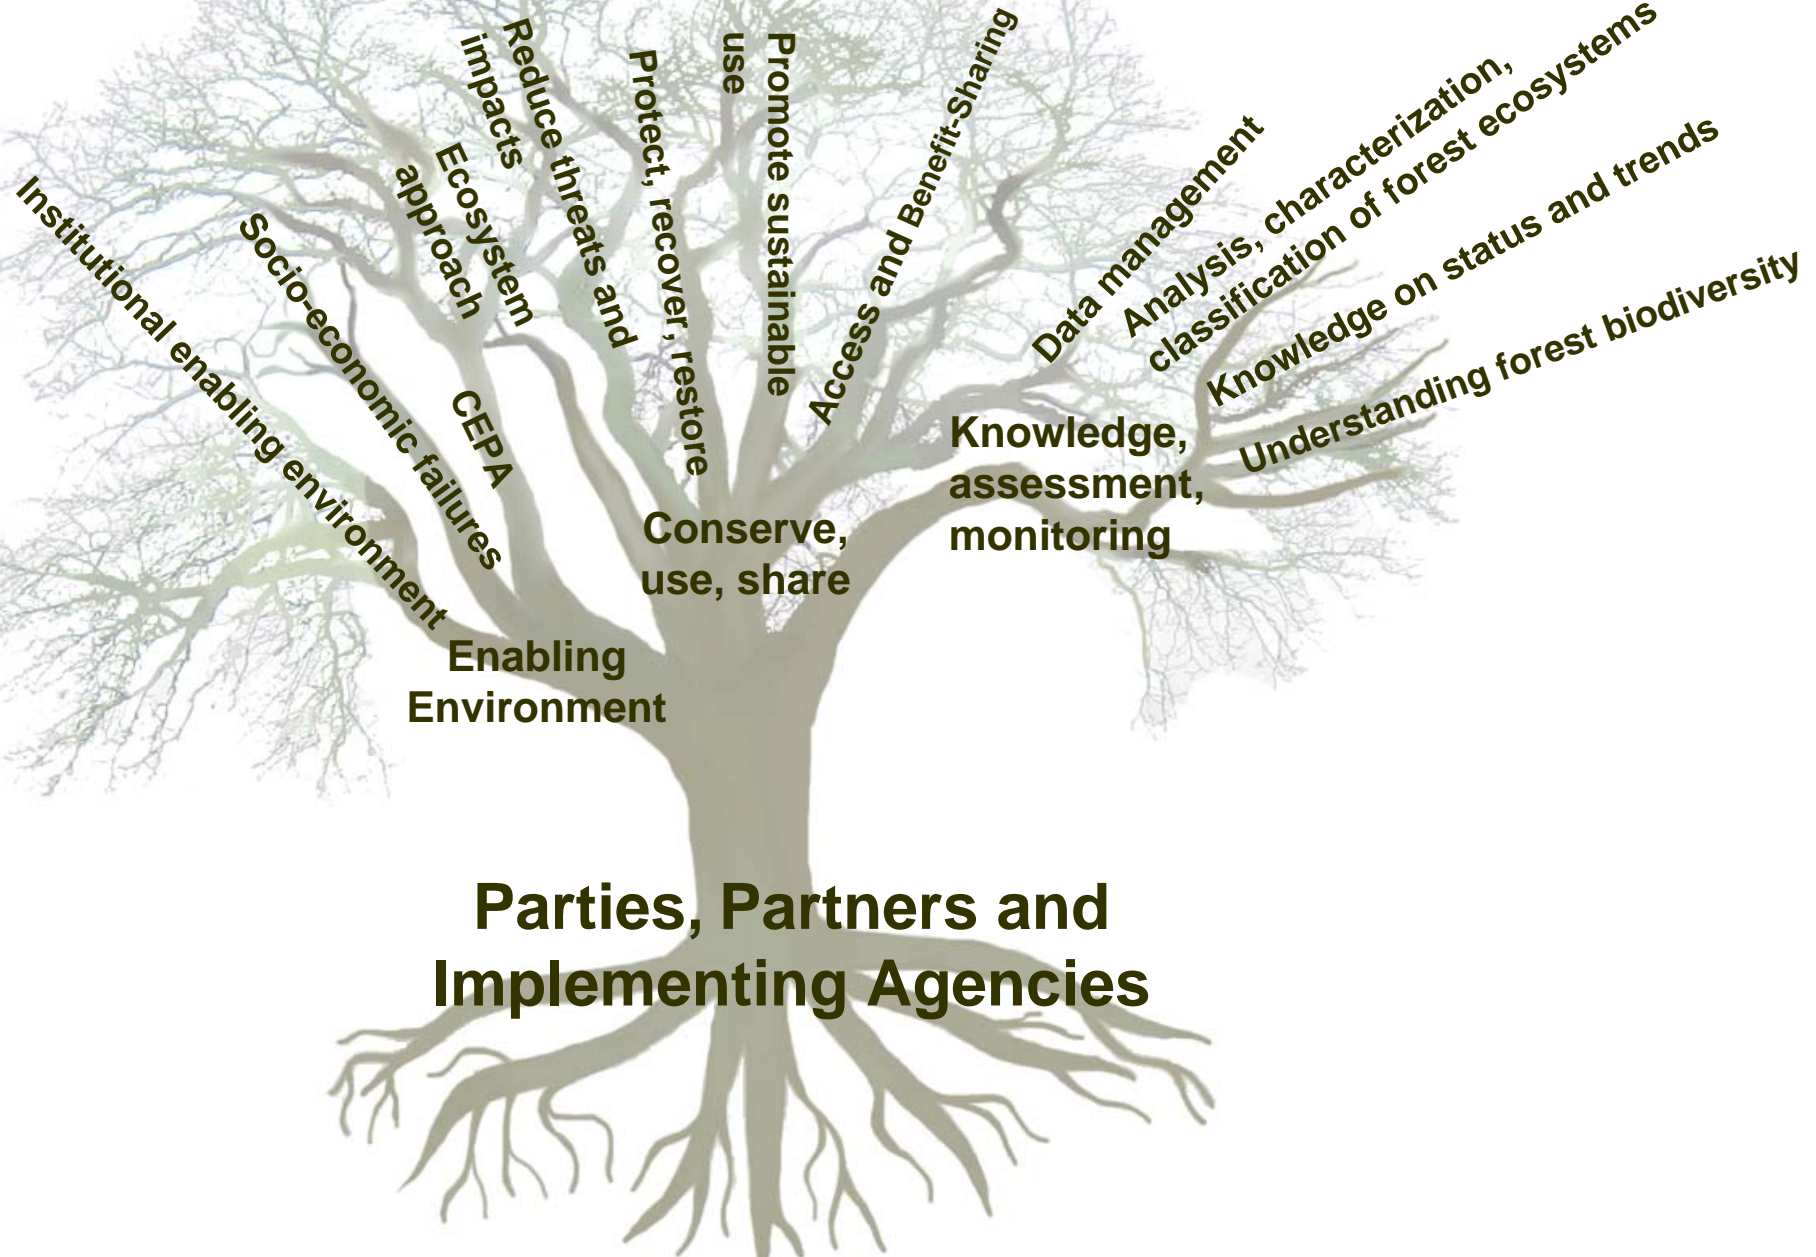 Institutional enabling environment
Socio-economic failures
CEPA
Ecosystem
approach
Reduce threats and
impacts
Protect, recover, restore
Promote sustainable
use
Access and Benefit-Sharing
Data management
Analysis, characterization,
classification of forest ecosystems
Knowledge on status and trends
Understanding forest biodiversity
Knowledge,
assessment,
monitoring
Conserve,
use, share
Enabling
Environment
Parties, Partners and
Implementing Agencies